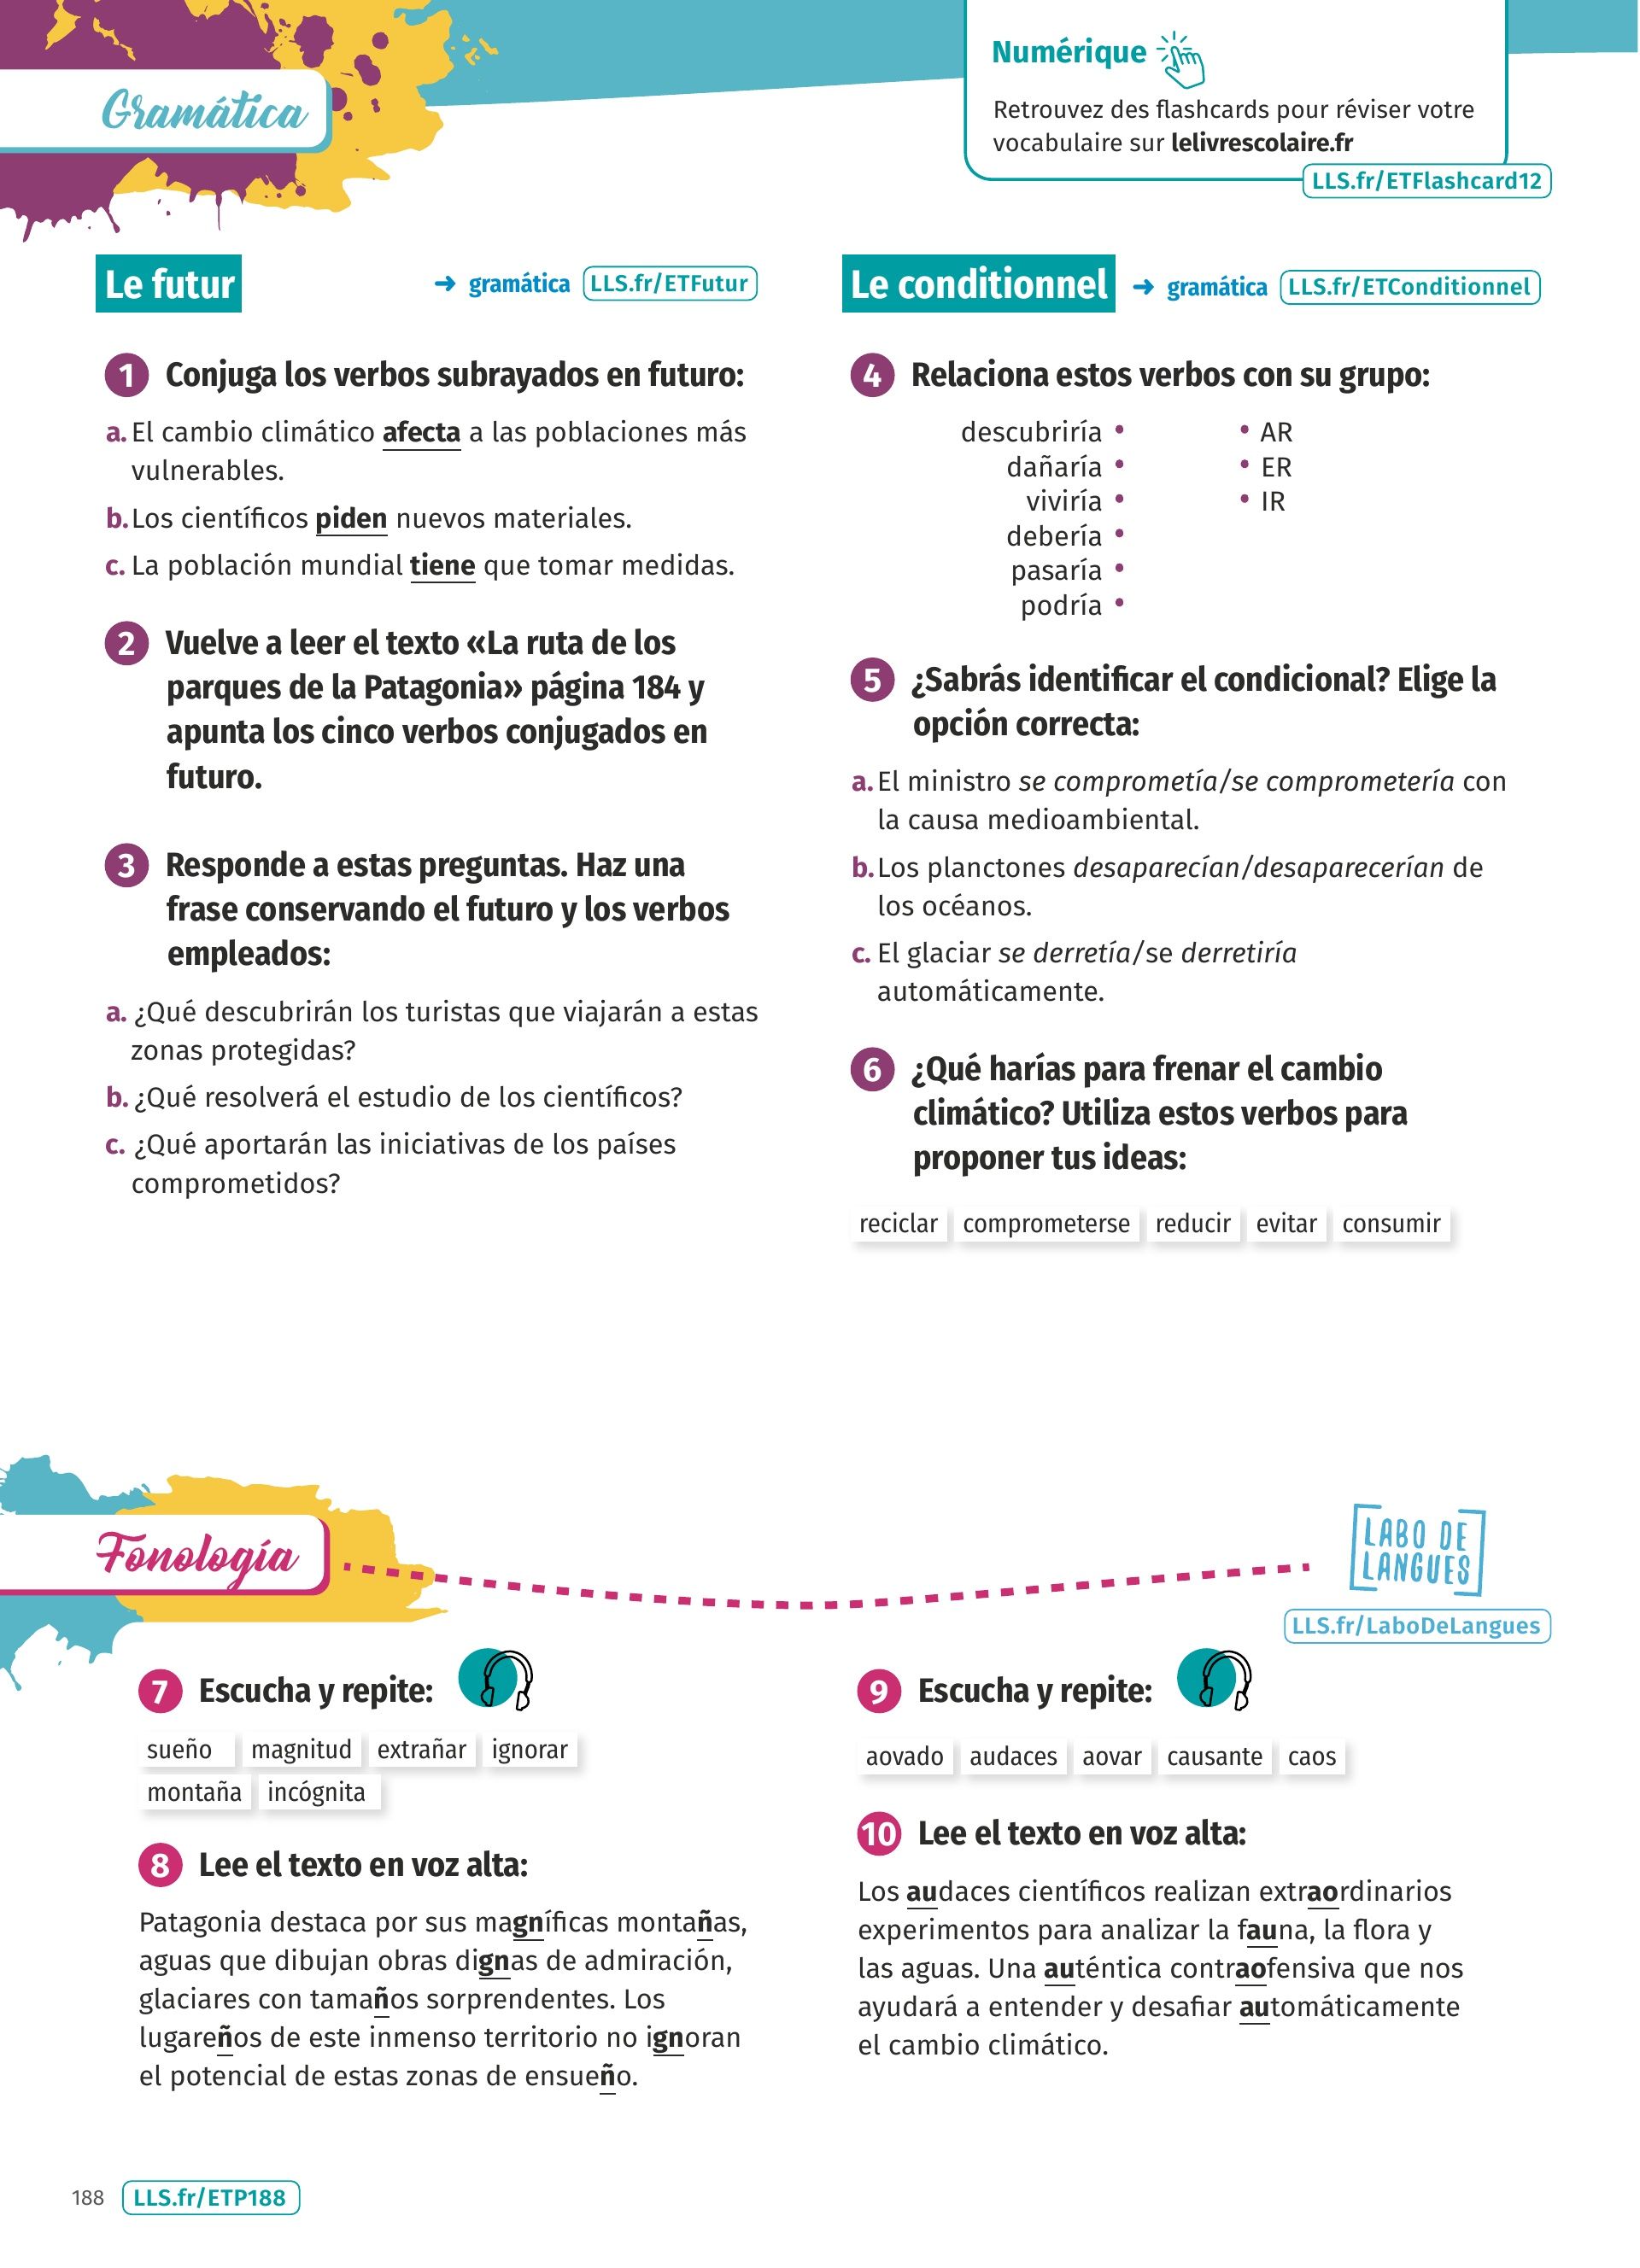 Gramática
Numérique
Retrouvez des flashcards pour réviser votre
vocabulaire sur lelivrescolaire.fr
LLS.fr/ETFlashcard12
Le futur
➜ gramática LLS.fr/ETFutur
1 Conjuga los verbos subrayados en futuro:
a. El cambio climático afecta a las poblaciones más
vulnerables.
b. Los científicos piden nuevos materiales.
c. La población mundial tiene que tomar medidas.
2 Vuelve a leer el texto «La ruta de los
parques de la Patagonia» página 184 y
apunta los cinco verbos conjugados en
futuro.
3 Responde a estas preguntas. Haz una
frase conservando el futuro y los verbos
empleados:
a. ¿Qué descubrirán los turistas que viajarán a estas
zonas protegidas?
b. ¿Qué resolverá el estudio de los científicos?
c. ¿Qué aportarán las iniciativas de los países
comprometidos?
Le conditionnel
➜ gramática LLS.fr/ETConditionnel
4 Relaciona estos verbos con su grupo:
descubriría • • AR
dañaría • • ER
viviría • • IR
debería •
pasaría •
podría •
5 ¿Sabrás identificar el condicional? Elige la
opción correcta:
a. El ministro se comprometía/se comprometería con
la causa medioambiental.
b. Los planctones desaparecían/desaparecerían de
los océanos.
c. El glaciar se derretía/se derretiría
automáticamente.
6 ¿Qué harías para frenar el cambio
climático? Utiliza estos verbos para
proponer tus ideas:
reciclar comprometerse reducir evitar consumir
Fonología
LABO DE
LANGUES
LLS.fr/LaboDeLangues
7 Escucha y repite:
sueño magnitud extrañar ignorar
montaña incógnita
8 Lee el texto en voz alta:
Patagonia destaca por sus magníficas montañas,
aguas que dibujan obras dignas de admiración,
glaciares con tamaños sorprendentes. Los
lugareños de este inmenso territorio no ignoran
el potencial de estas zonas de ensueño.
9 Escucha y repite:
aovado audaces aovar causante caos
10 Lee el texto en voz alta:
Los audaces científicos realizan extraordinarios
experimentos para analizar la fauna, la flora y
las aguas. Una auténtica contraofensiva que nos
ayudará a entender y desafiar automáticamente
el cambio climático.
188 LLS.fr/ETP188